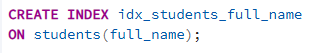 CREATE INDEX idx_students_full_name
ON students(full_name);